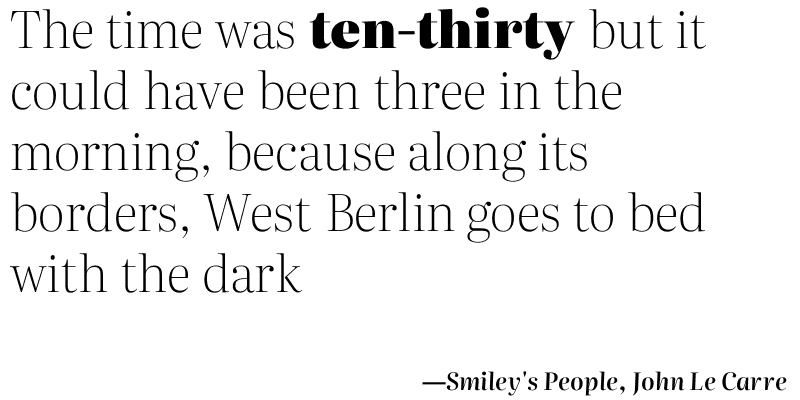 The time was ten-thirty but it
could have been three in the
morning, because along its
borders, West Berlin goes to bed
with the dark
—Smiley's People, John Le Carre